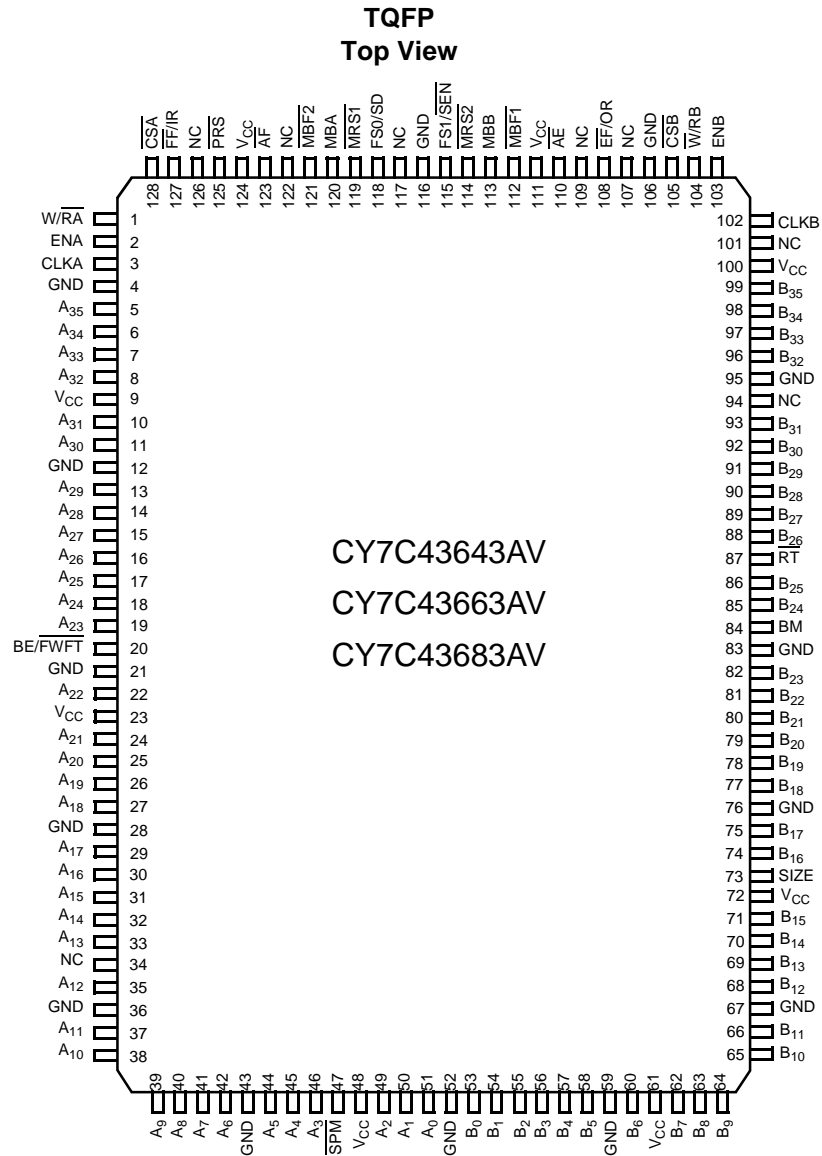 TQFP
Top View
CSA FF/IR NC PRS VCC AF NC MBF2 MBA MRS1 FS0/SD NC GND FS1/SEN MRS2 MBB MBF1 VCC AE NC EF/OR NC GND CSB W/RB ENB
128 127 126 125 124 123 122 121 120 119 118 117 116 115 114 113 112 111 110 109 108 107 106 105 104 103
W/RA 1
ENA 2
CLKA 3
GND 4
A35 5
A34 6
A33 7
A32 8
VCC 9
A31 10
A30 11
GND 12
A29 13
A28 14
A27 15
A26 16
A25 17
A24 18
A23 19
BE/FWFT 20
GND 21
A22 22
VCC 23
A21 24
A20 25
A19 26
A18 27
GND 28
A17 29
A16 30
A15 31
A14 32
A13 33
NC 34
A12 35
GND 36
A11 37
A10 38
CY7C43643AV
CY7C43663AV
CY7C43683AV
102 CLKB
101 NC
100 VCC
99 B35
98 B34
97 B33
96 B32
95 GND
94 NC
93 B31
92 B30
91 B29
90 B28
89 B27
88 B26
87 RT
86 B25
85 B24
84 BM
83 GND
82 B23
81 B22
80 B21
79 B20
78 B19
77 B18
76 GND
75 B17
74 B16
73 SIZE
72 VCC
71 B15
70 B14
69 B13
68 B12
67 GND
66 B11
65 B10
39 40 41 42 43 44 45 46 47 48 49 50 51 52 53 54 55 56 57 58 59 60 61 62 63 64
A9 A8 A7 A6 GND A5 A4 A3 SPM VCC A2 A1 A0 GND B0 B1 B2 B3 B4 B5 GND B6 VCC B7 B8 B9